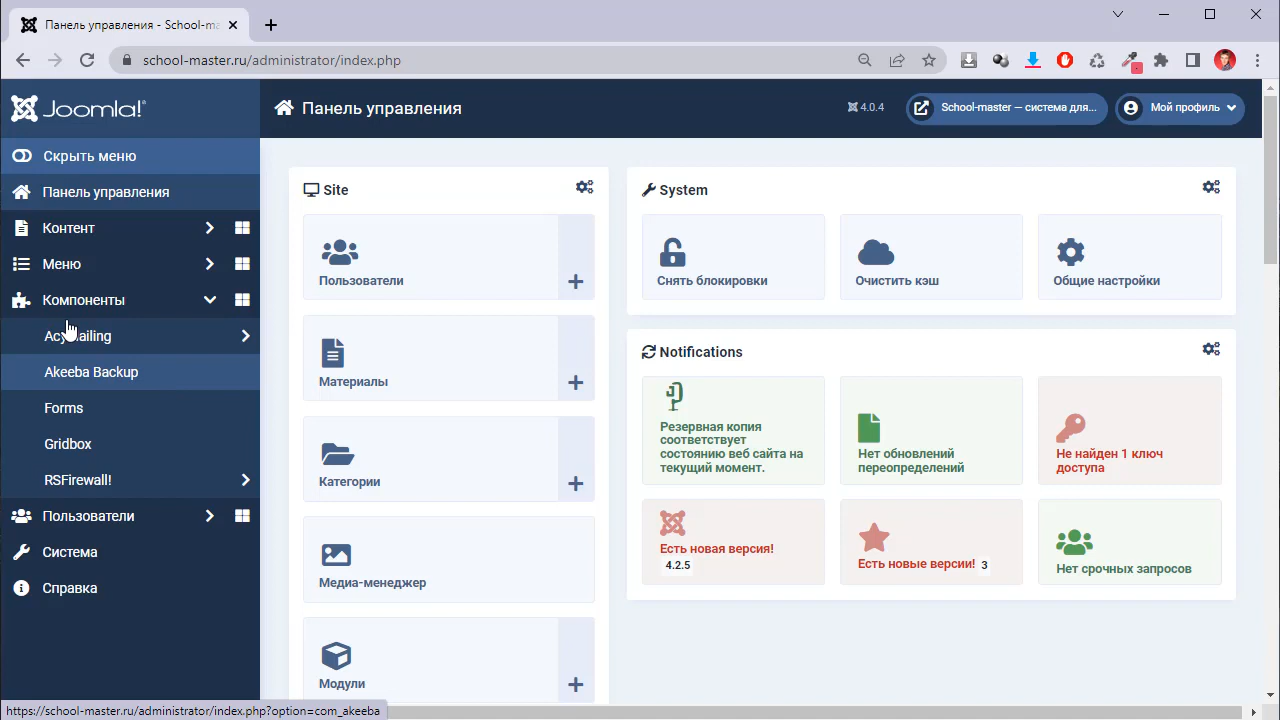 Панель управления - School-ma
school-master.ru/administrator/index.php
Joomla!
Панель управления
4.0.4
School-master — система для...
Мой профиль
Скрыть меню
Панель управления
Контент
Меню
Компоненты
AcyMailing
Akeeba Backup
Forms
Gridbox
RSFirewall!
Пользователи
Система
Справка
Site
Пользователи
Материалы
Категории
Медиа-менеджер
Модули
System
Снять блокировки
Очистить кэш
Общие настройки
Notifications
Резервная копия
соответствует
состоянию веб сайта на
текущий момент.
Нет обновлений
переопределений
Не найден 1 ключ
доступа
Есть новая версия!
4.2.5
Есть новые версии! 3
Нет срочных запросов
https://school-master.ru/administrator/index.php?option=com_akeeba